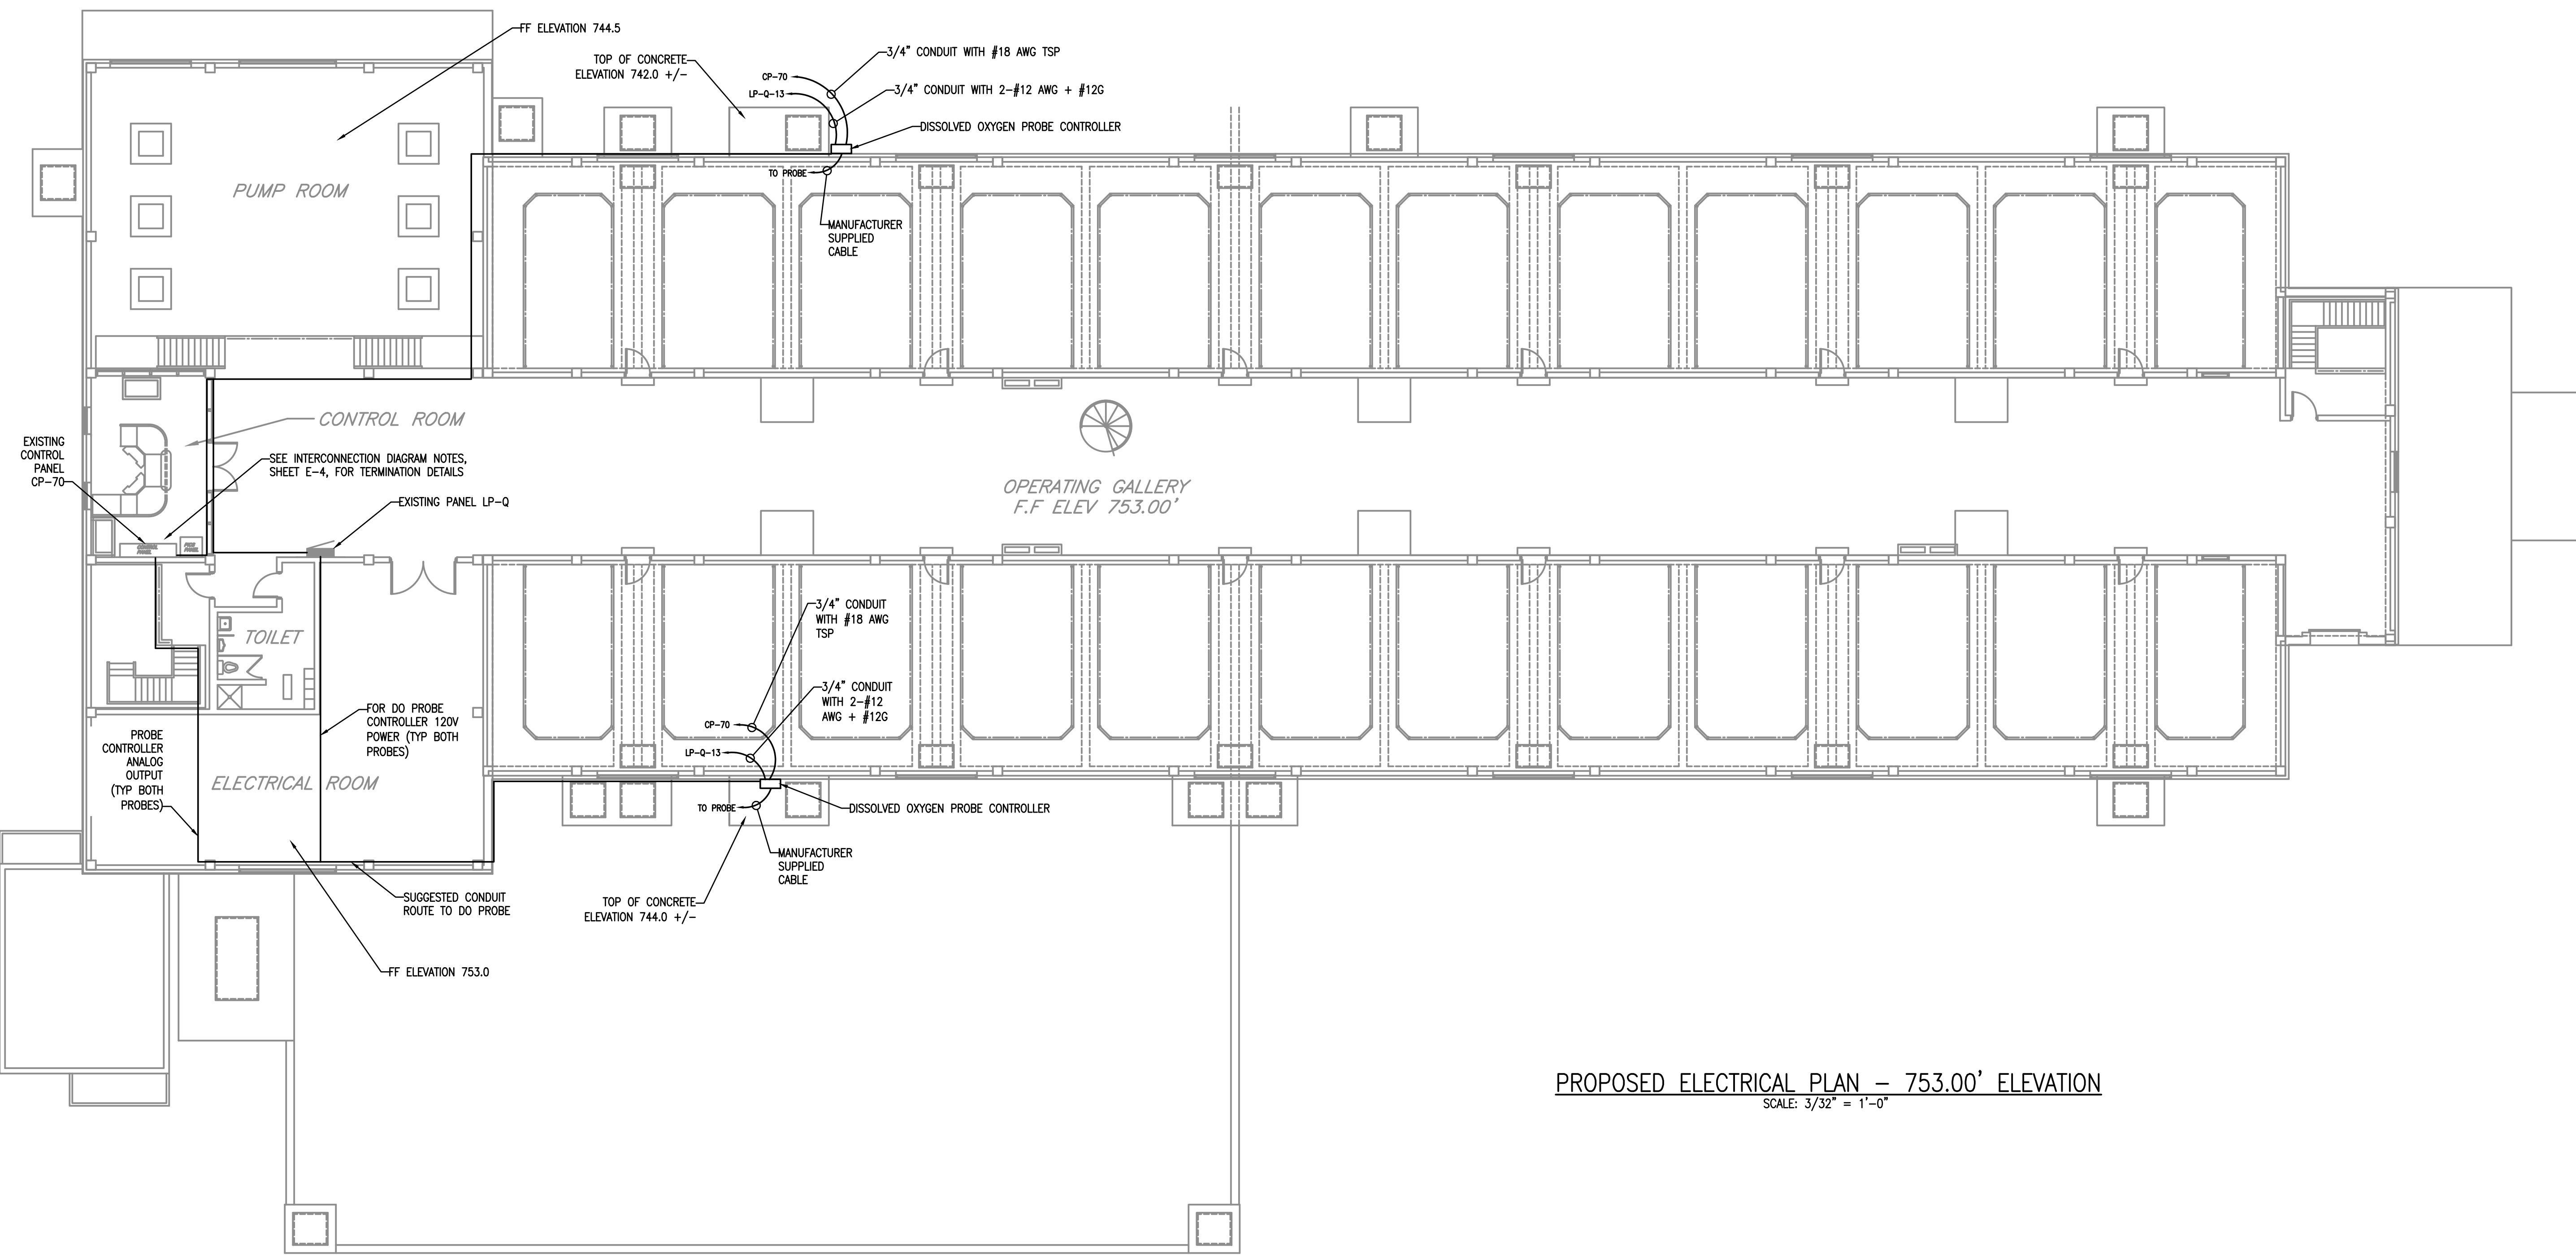 FF ELEVATION 744.5
TOP OF CONCRETE
ELEVATION 742.0 +/-
3/4" CONDUIT WITH #18 AWG TSP
CP-70
LP-Q-13
3/4" CONDUIT WITH 2-#12 AWG + #12G
DISSOLVED OXYGEN PROBE CONTROLLER
TO PROBE
MANUFACTURER
SUPPLIED
CABLE
PUMP ROOM
CONTROL ROOM
EXISTING
CONTROL
PANEL
CP-70
SEE INTERCONNECTION DIAGRAM NOTES,
SHEET E-4, FOR TERMINATION DETAILS
EXISTING PANEL LP-Q
CONTROL
PANEL
PANEL
OPERATING GALLERY
F.F ELEV 753.00'
TOILET
3/4" CONDUIT
WITH #18 AWG
TSP
3/4" CONDUIT
WITH 2-#12
AWG + #12G
CP-70
LP-Q-13
FOR DO PROBE
CONTROLLER 120V
POWER (TYP BOTH
PROBES)
PROBE
CONTROLLER
ANALOG
OUTPUT
(TYP BOTH
PROBES)
ELECTRICAL ROOM
TO PROBE
DISSOLVED OXYGEN PROBE CONTROLLER
MANUFACTURER
SUPPLIED
CABLE
SUGGESTED CONDUIT
ROUTE TO DO PROBE
TOP OF CONCRETE
ELEVATION 744.0 +/-
FF ELEVATION 753.0
PROPOSED ELECTRICAL PLAN - 753.00' ELEVATION
SCALE: 3/32" = 1'-0"